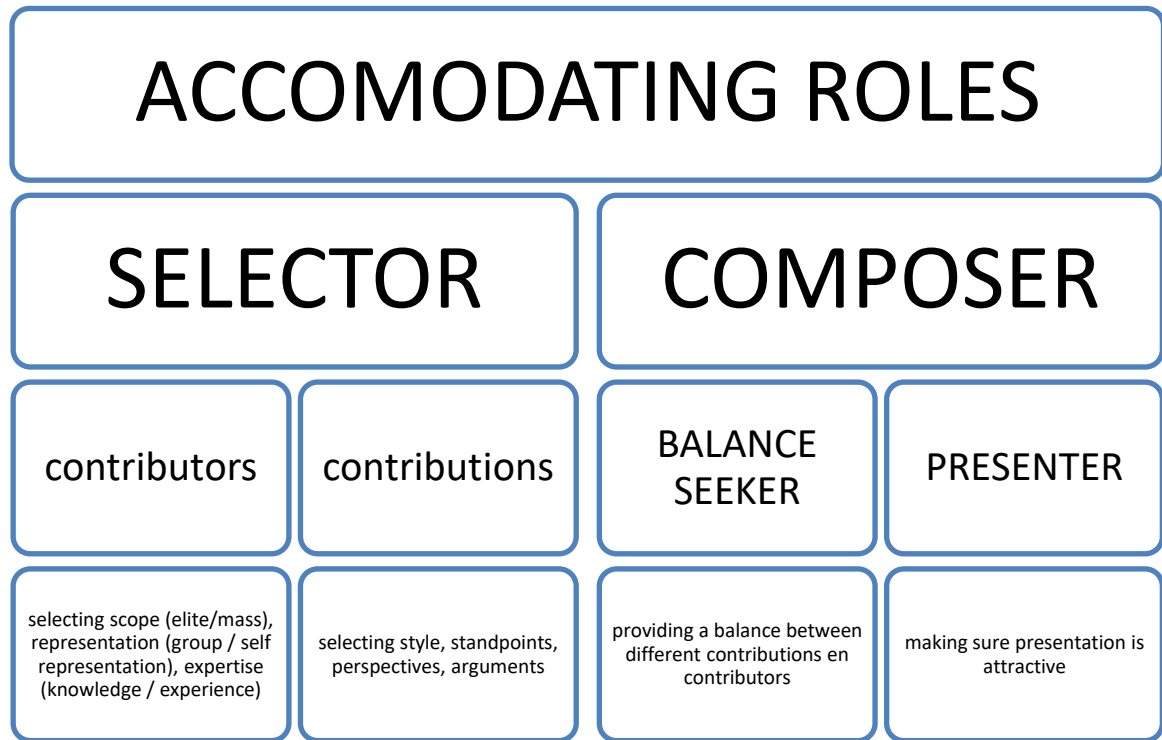 ACCOMODATING ROLES
SELECTOR
COMPOSER
contributors
contributions
BALANCE
SEEKER
PRESENTER
selecting scope (elite/mass),
representation (group / self
representation), expertise
(knowledge / experience)
selecting style, standpoints,
perspectives, arguments
providing a balance between
different contributions en
contributors
making sure presentation is
attractive